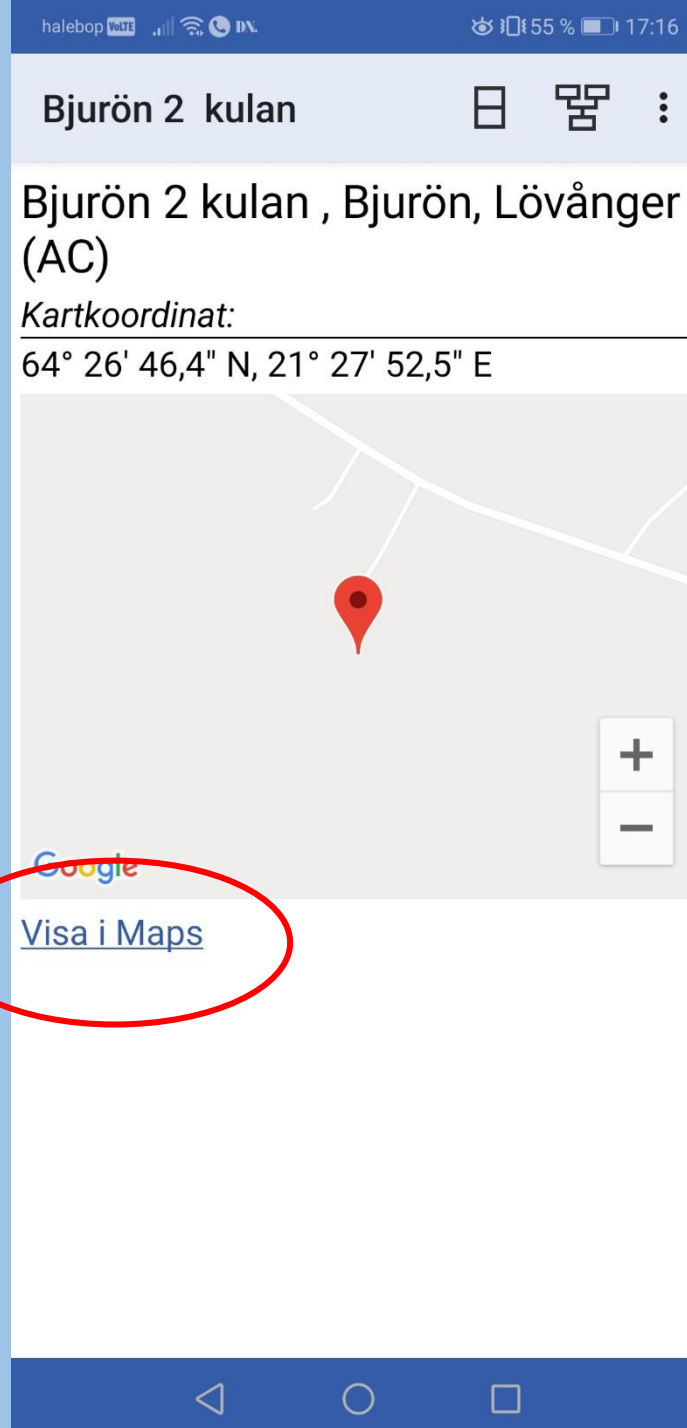 halebop VoLTE DN. 55 % 17:16
Bjurön 2 kulan
Bjurön 2 kulan , Bjurön, Lövånger
(AC)
Kartkoordinat:
64° 26' 46,4" N, 21° 27' 52,5" E
+
−
Google
Visa i Maps